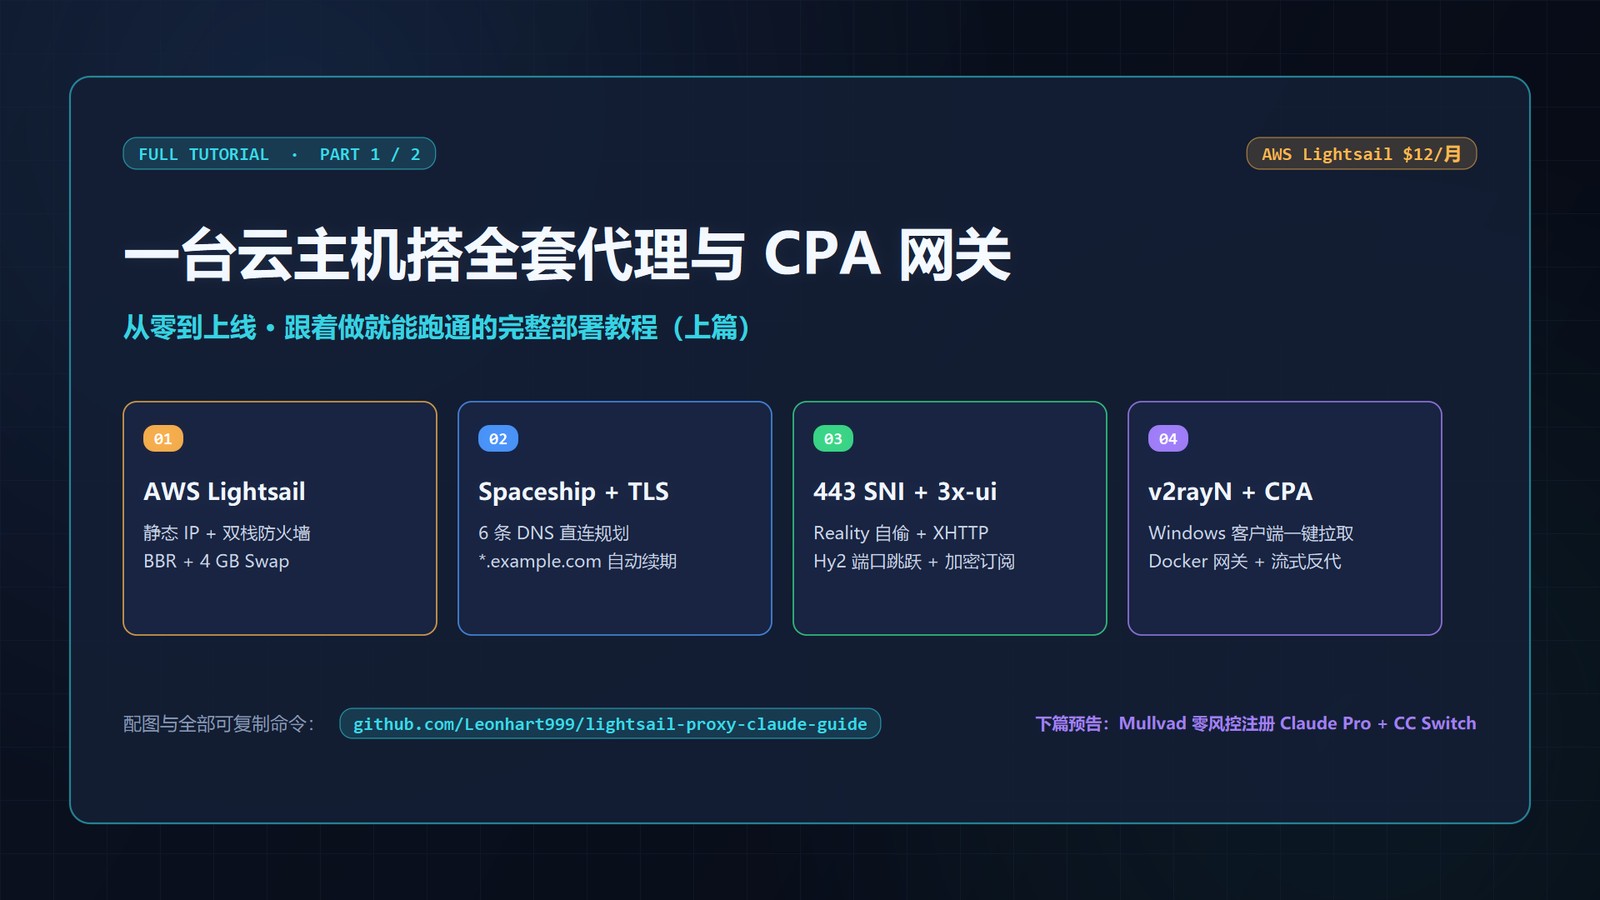 FULL TUTORIAL · PART 1 / 2
AWS Lightsail $12/月
一台云主机搭全套代理与 CPA 网关
从零到上线 • 跟着做就能跑通的完整部署教程（上篇）
01
AWS Lightsail
静态 IP + 双栈防火墙
BBR + 4 GB Swap
02
Spaceship + TLS
6 条 DNS 直连规划
*.example.com 自动续期
03
443 SNI + 3x-ui
Reality 自偷 + XHTTP
Hy2 端口跳跃 + 加密订阅
04
v2rayN + CPA
Windows 客户端一键拉取
Docker 网关 + 流式反代
配图与全部可复制命令：
github.com/Leonhart999/lightsail-proxy-claude-guide
下篇预告：Mullvad 零风控注册 Claude Pro + CC Switch